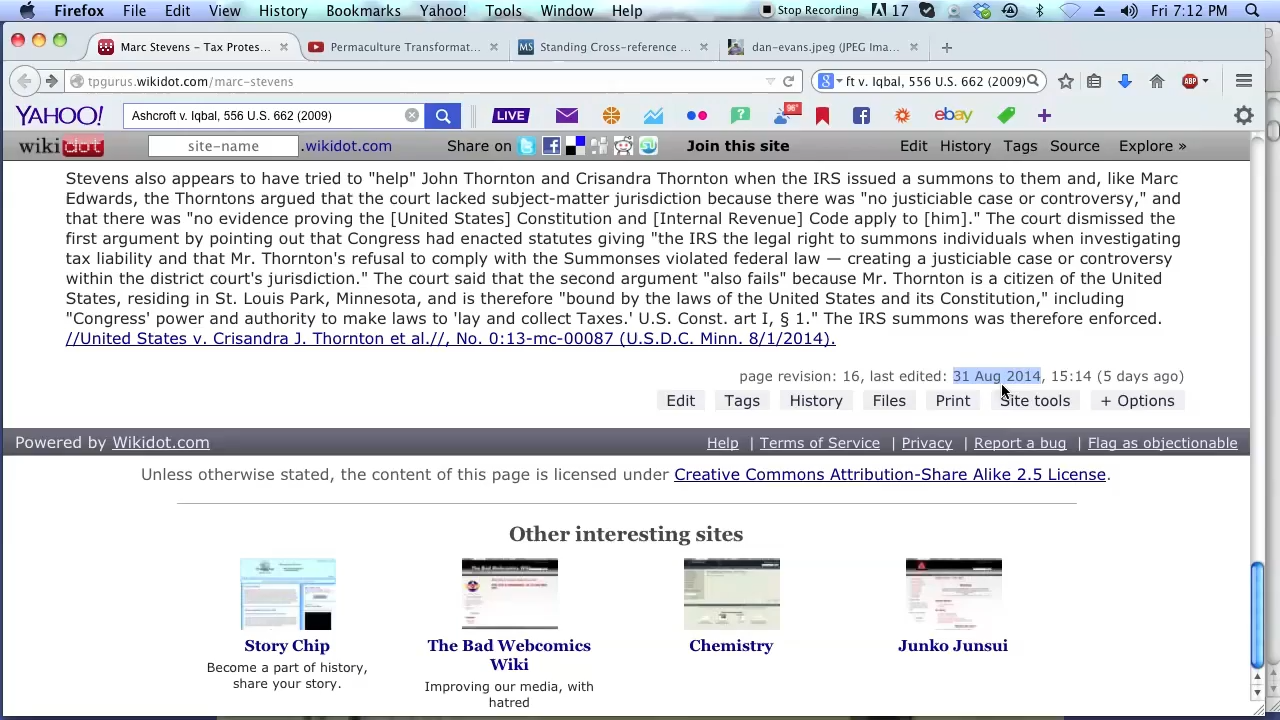 Firefox File Edit View History Bookmarks Yahoo! Tools Window Help Stop Recording 17 Fri 7:12 PM
Marc Stevens – Tax Protes... Permaculture Transformat... MS Standing Cross-reference ... dan-evans.jpeg (JPEG Ima...
tpgurus.wikidot.com/marc-stevens ft v. Iqbal, 556 U.S. 662 (2009) ABP
YAHOO! Ashcroft v. Iqbal, 556 U.S. 662 (2009) LIVE 96° ebay
wikidot site-name .wikidot.com Share on Join this site Edit History Tags Source Explore »
Stevens also appears to have tried to "help" John Thornton and Crisandra Thornton when the IRS issued a summons to them and, like Marc
Edwards, the Thorntons argued that the court lacked subject-matter jurisdiction because there was "no justiciable case or controversy," and
that there was "no evidence proving the [United States] Constitution and [Internal Revenue] Code apply to [him]." The court dismissed the
first argument by pointing out that Congress had enacted statutes giving "the IRS the legal right to summons individuals when investigating
tax liability and that Mr. Thornton's refusal to comply with the Summonses violated federal law — creating a justiciable case or controversy
within the district court's jurisdiction." The court said that the second argument "also fails" because Mr. Thornton is a citizen of the United
States, residing in St. Louis Park, Minnesota, and is therefore "bound by the laws of the United States and its Constitution," including
"Congress' power and authority to make laws to 'lay and collect Taxes.' U.S. Const. art I, § 1." The IRS summons was therefore enforced.
//United States v. Crisandra J. Thornton et al.//, No. 0:13-mc-00087 (U.S.D.C. Minn. 8/1/2014).
page revision: 16, last edited: 31 Aug 2014, 15:14 (5 days ago)
Edit Tags History Files Print Site tools + Options
Powered by Wikidot.com Help | Terms of Service | Privacy | Report a bug | Flag as objectionable
Unless otherwise stated, the content of this page is licensed under Creative Commons Attribution-Share Alike 2.5 License.
Other interesting sites
Story Chip The Bad Webcomics Wiki Chemistry Junko Junsui
Become a part of history, share your story. Improving our media, with hatred